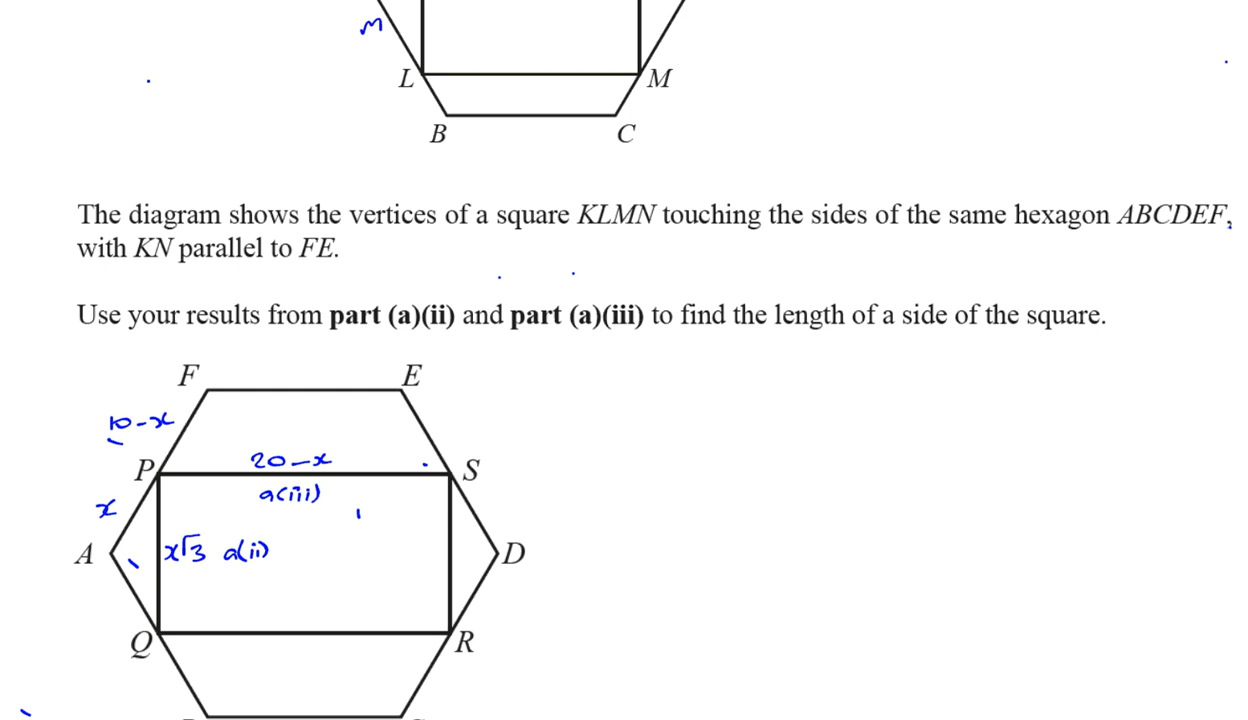 m
L M
B C
The diagram shows the vertices of a square KLMN touching the sides of the same hexagon ABCDEF,
with KN parallel to FE.
Use your results from part (a)(ii) and part (a)(iii) to find the length of a side of the square.
F E
10-x
P 20-x S
x a(iii)
A x√3 a(ii) D
Q R